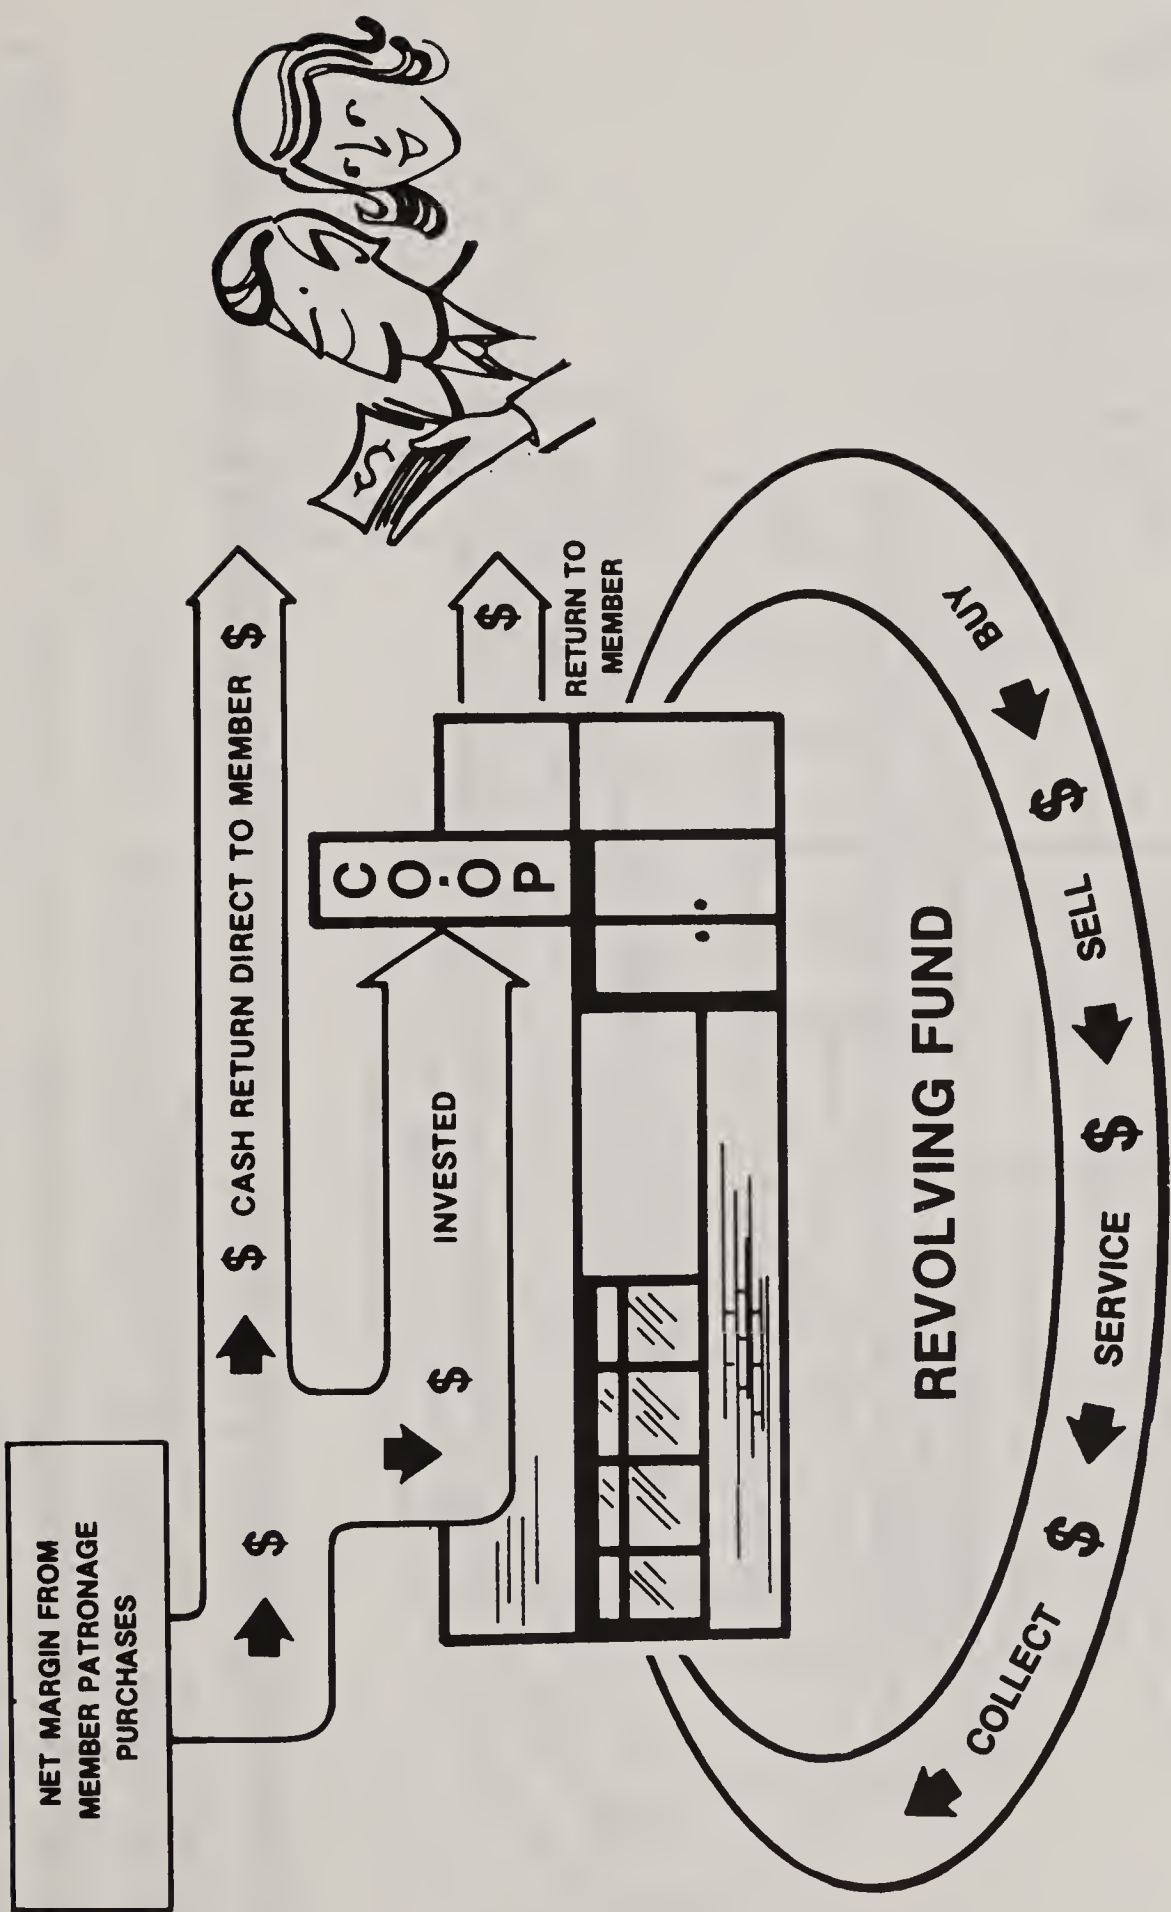 NET MARGIN FROM
MEMBER PATRONAGE
PURCHASES
$
$ CASH RETURN DIRECT TO MEMBER $
$
$ INVESTED
CO-OP
$
RETURN TO
MEMBER
BUY
$
SELL
$
SERVICE
$
COLLECT
REVOLVING FUND